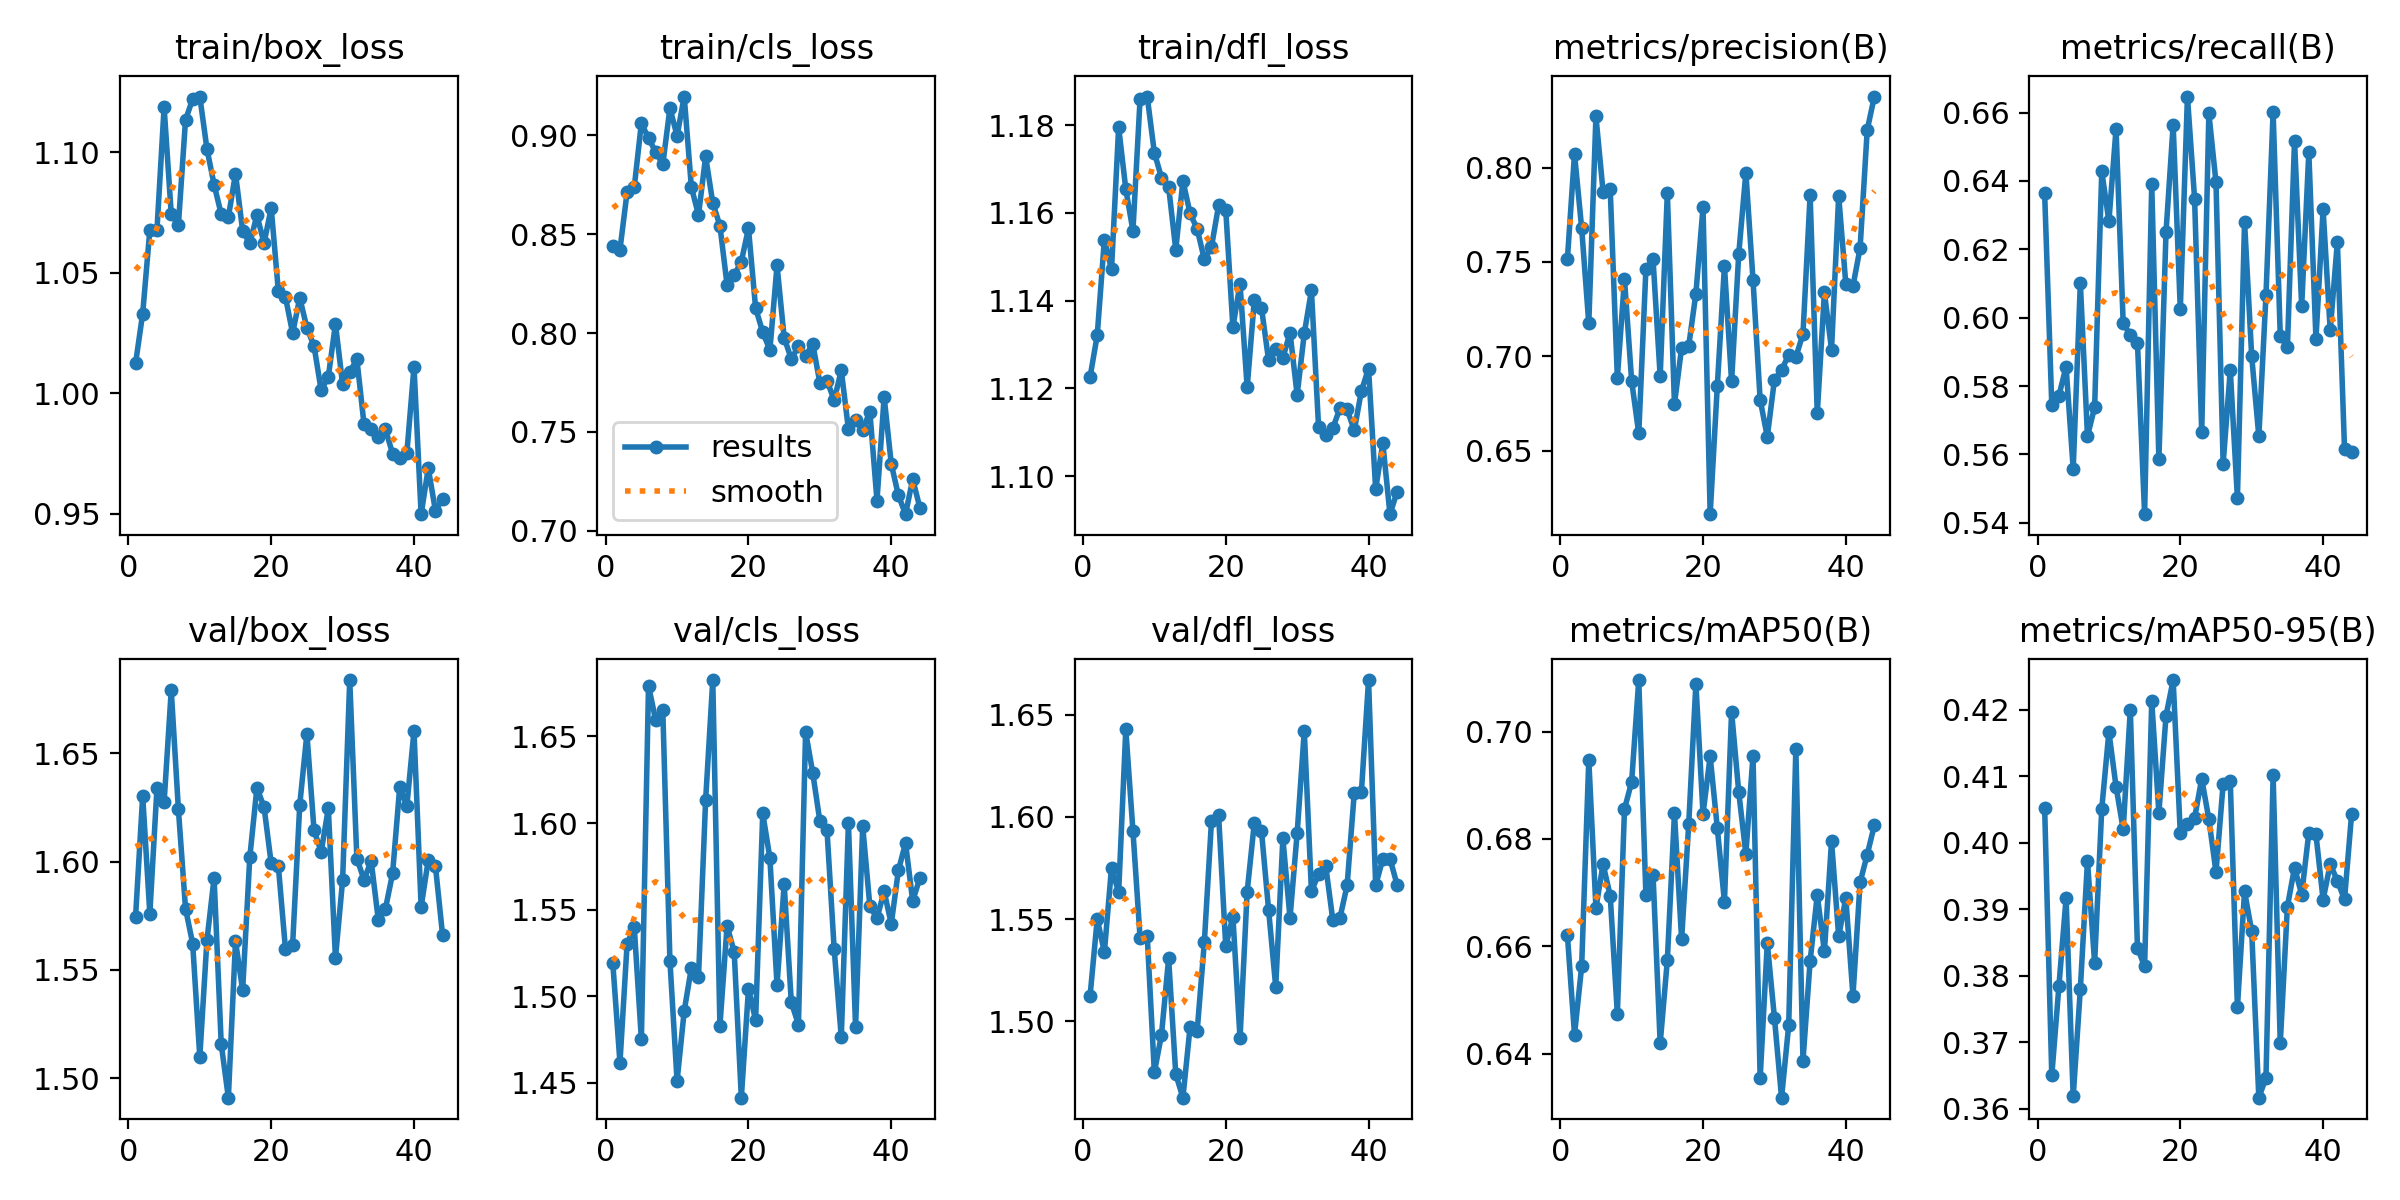 train/box_loss
train/cls_loss
train/dfl_loss
metrics/precision(B)
metrics/recall(B)
1.10
1.05
1.00
0.95
0 20 40
0.90
0.85
0.80
0.75
0.70
results
smooth
0 20 40
1.18
1.16
1.14
1.12
1.10
0 20 40
0.80
0.75
0.70
0.65
0 20 40
0.66
0.64
0.62
0.60
0.58
0.56
0.54
0 20 40
val/box_loss
val/cls_loss
val/dfl_loss
metrics/mAP50(B)
metrics/mAP50-95(B)
1.65
1.60
1.55
1.50
0 20 40
1.65
1.60
1.55
1.50
1.45
0 20 40
1.65
1.60
1.55
1.50
0 20 40
0.70
0.68
0.66
0.64
0 20 40
0.42
0.41
0.40
0.39
0.38
0.37
0.36
0 20 40